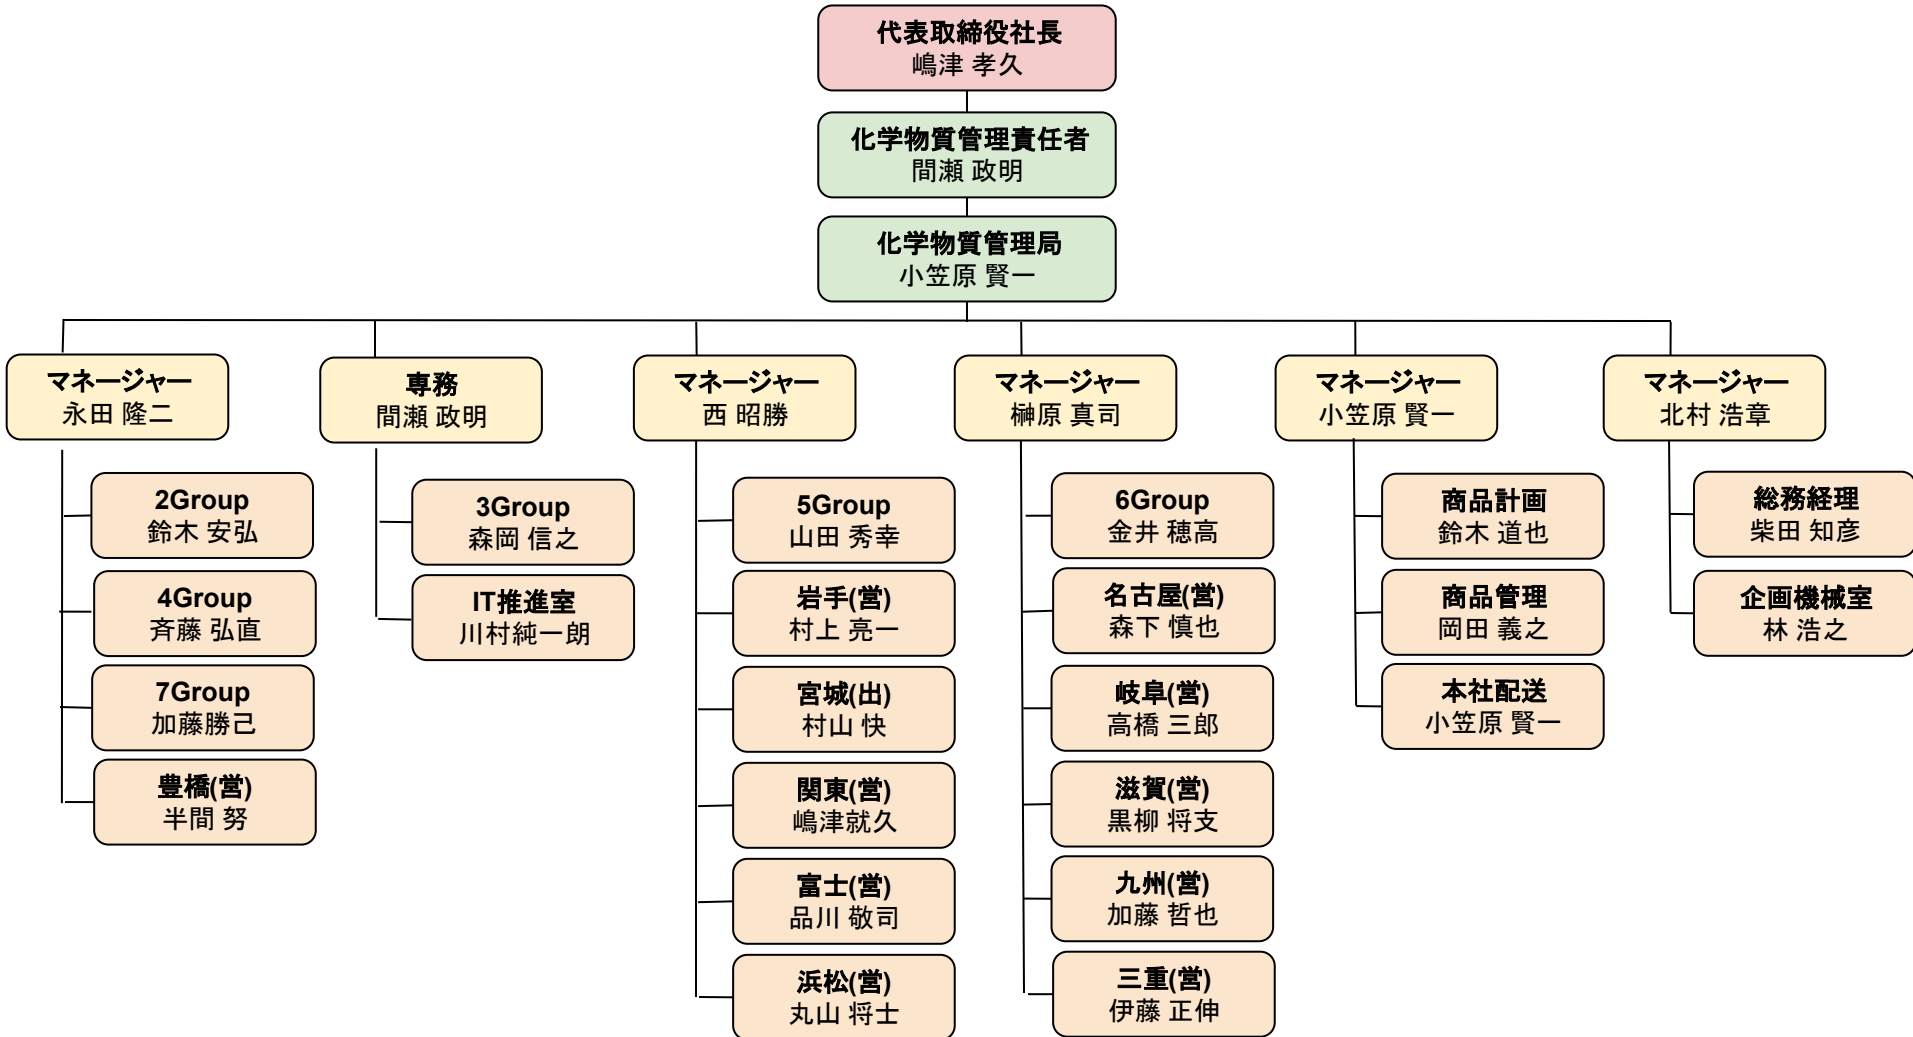 代表取締役社長
嶋津 孝久
化学物質管理責任者
間瀬 政明
化学物質管理局
小笠原 賢一
マネージャー
永田 隆二
2Group
鈴木 安弘
4Group
斉藤 弘直
7Group
加藤勝己
豊橋(営)
半間 努
専務
間瀬 政明
3Group
森岡 信之
IT推進室
川村純一朗
マネージャー
西 昭勝
5Group
山田 秀幸
岩手(営)
村上 亮一
宮城(出)
村山 快
関東(営)
嶋津就久
富士(営)
品川 敬司
浜松(営)
丸山 将士
マネージャー
榊原 真司
6Group
金井 穂高
名古屋(営)
森下 慎也
岐阜(営)
高橋 三郎
滋賀(営)
黒柳 将支
九州(営)
加藤 哲也
三重(営)
伊藤 正伸
マネージャー
小笠原 賢一
商品計画
鈴木 道也
商品管理
岡田 義之
本社配送
小笠原 賢一
マネージャー
北村 浩章
総務経理
柴田 知彦
企画機械室
林 浩之